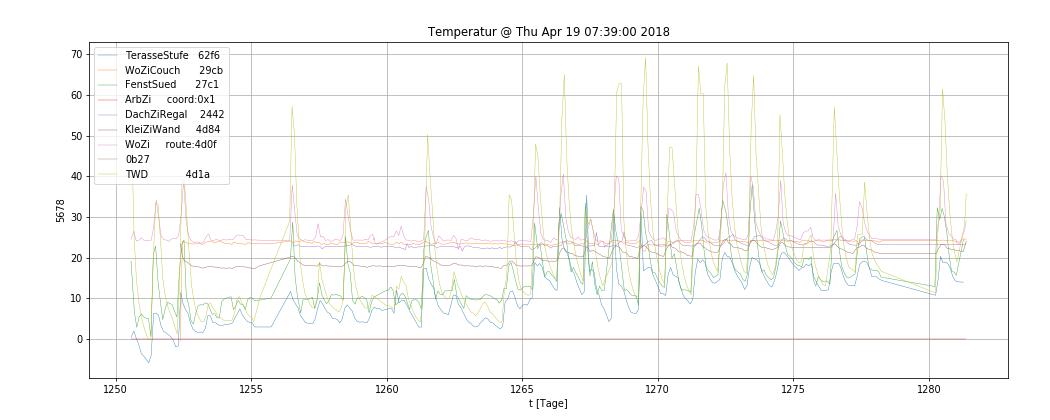 Temperatur @ Thu Apr 19 07:39:00 2018
70
60
50
40
30
20
10
0
5678
TerasseStufe 62f6
WoZiCouch 29cb
FenstSued 27c1
ArbZi coord:0x1
DachZiRegal 2442
KleiZiWand 4d84
WoZi route:4d0f
0b27
TWD 4d1a
1250 1255 1260 1265 1270 1275 1280
t [Tage]